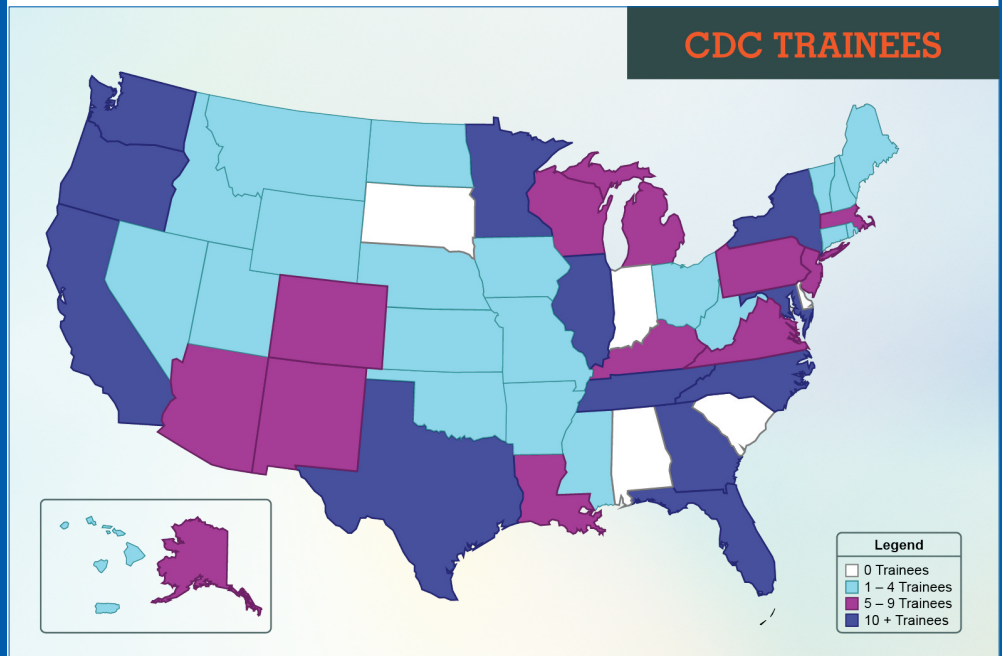 CDC TRAINEES
Legend
0 Trainees
1 – 4 Trainees
5 – 9 Trainees
10 + Trainees